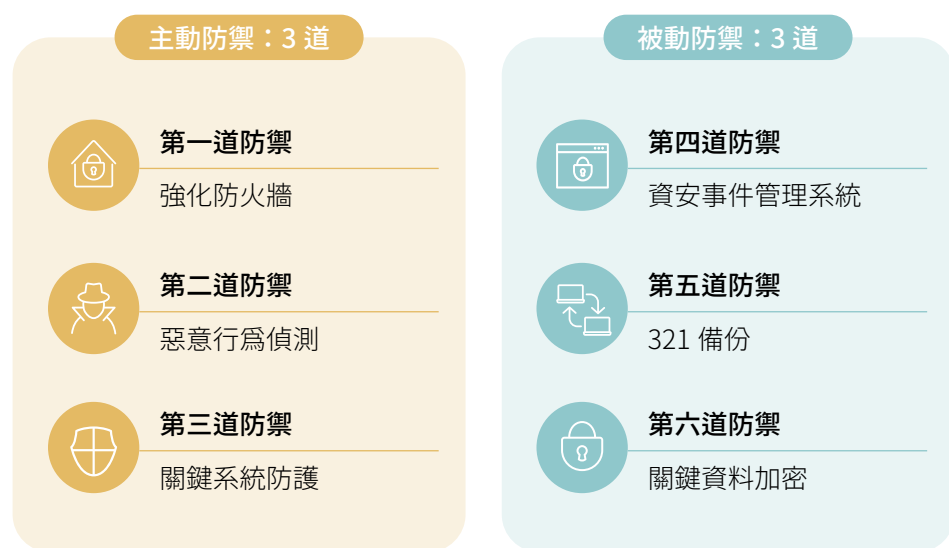 主動防禦：3 道
第一道防禦
強化防火牆
第二道防禦
惡意行爲偵測
第三道防禦
關鍵系統防護
被動防禦：3 道
第四道防禦
資安事件管理系統
第五道防禦
321 備份
第六道防禦
關鍵資料加密